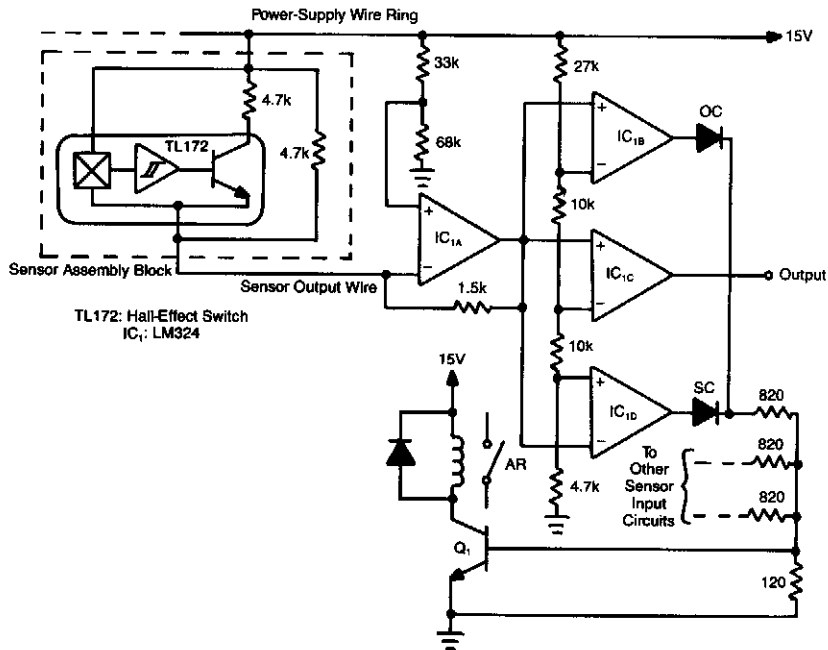 Power-Supply Wire Ring
15V
33k
27k
4.7k
OC
TL172
4.7k
68k
+
IC1B
−
+
IC1A
−
10k
+
IC1C
−
Output
Sensor Assembly Block
Sensor Output Wire
1.5k
TL172: Hall-Effect Switch
IC1: LM324
10k
15V
+
IC1D
−
SC
820
AR
To
Other
Sensor
Input
Circuits
820
4.7k
820
Q1
120